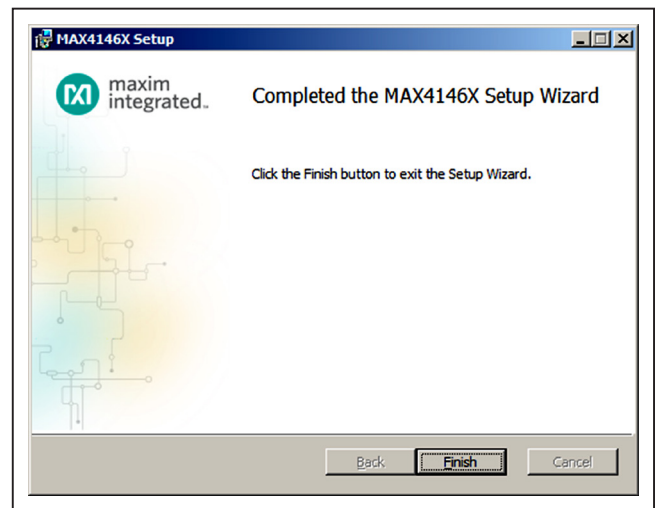 MAX4146X Setup
maxim
integrated™
Completed the MAX4146X Setup Wizard
Click the Finish button to exit the Setup Wizard.
Back
Finish
Cancel